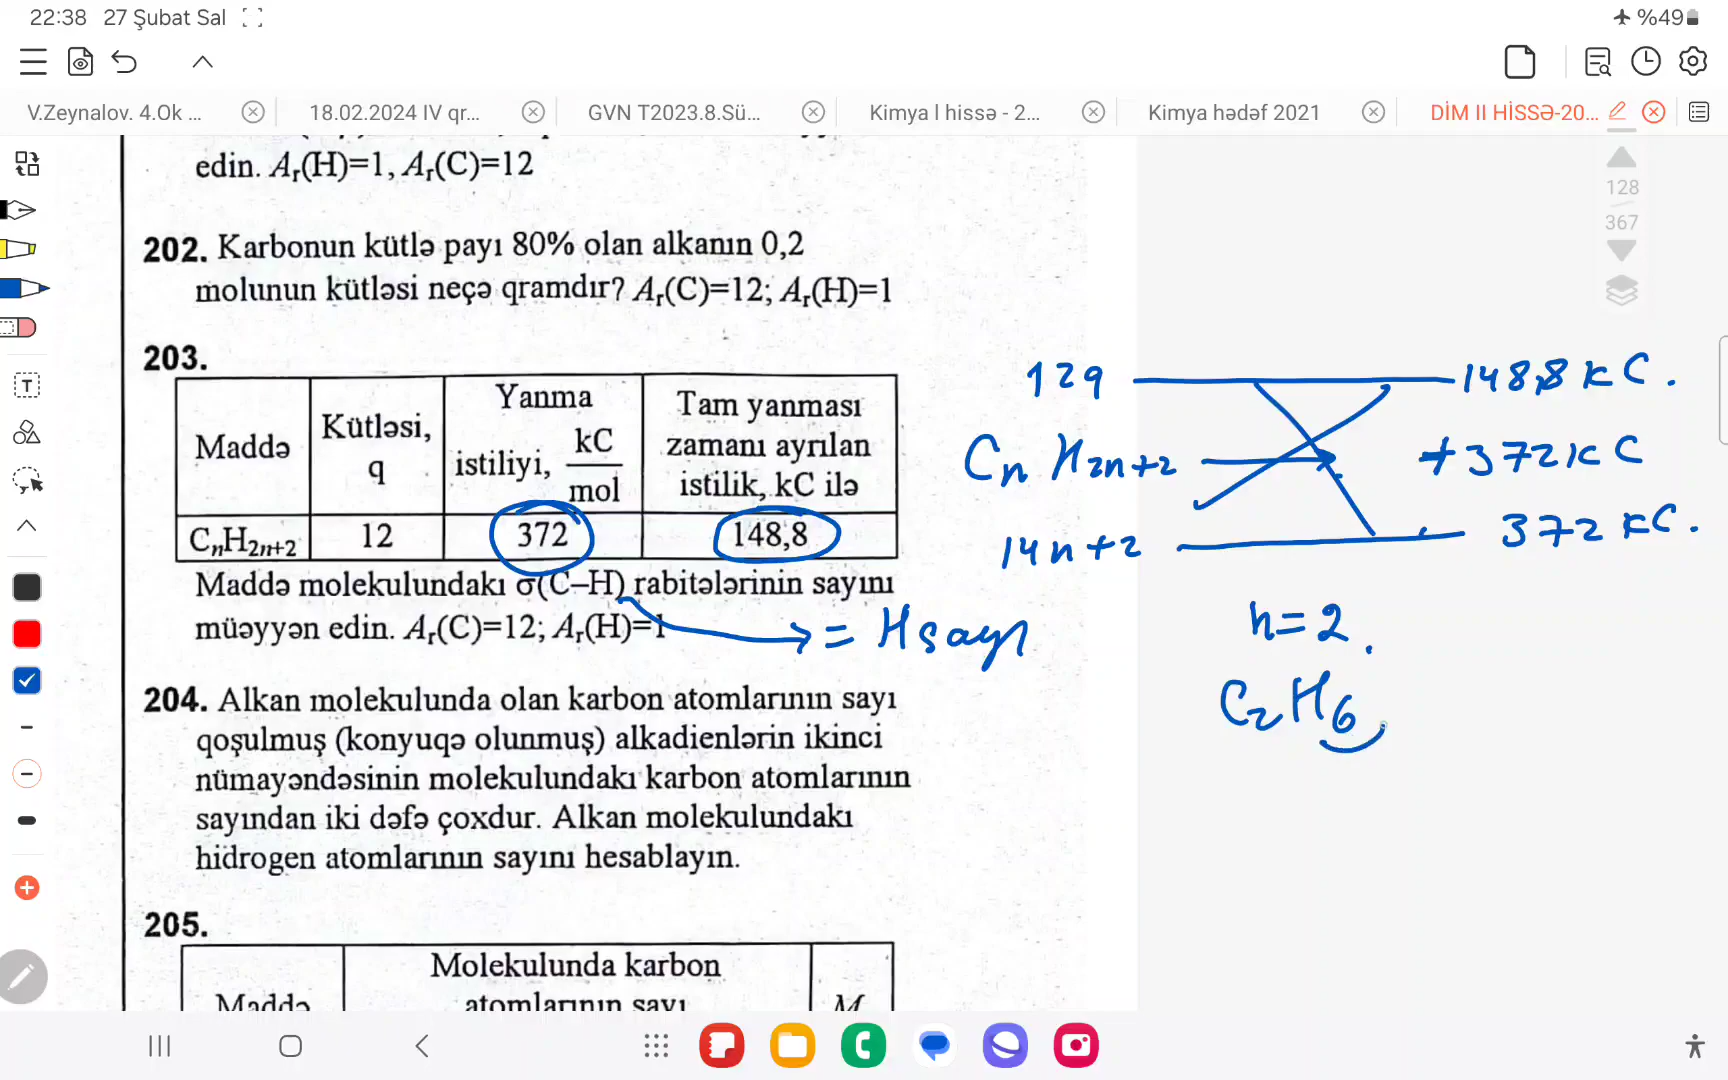 22:38 27 Şubat Sal
%49
V.Zeynalov. 4.Ok ...
18.02.2024 IV qr...
GVN T2023.8.Sü...
Kimya I hissə - 2...
Kimya hədəf 2021
DİM II HİSSƏ-20...
128
367
edin. Ar(H)=1, Ar(C)=12
202. Karbonun kütlə payı 80% olan alkanın 0,2
molunun kütləsi neçə qramdır? Ar(C)=12; Ar(H)=1
203.
Maddə
Kütləsi, q
Yanma istiliyi, kC/mol
Tam yanması zamanı ayrılan istilik, kC ilə
CnH2n+2 12 372 148,8
Maddə molekulundakı σ(C–H) rabitələrinin sayını
müəyyən edin. Ar(C)=12; Ar(H)=1
= H sayı
12q 148,8 kC.
CnH2n+2 +372 kC
14n+2 372 kC.
n=2.
C2H6
204. Alkan molekulunda olan karbon atomlarının sayı
qoşulmuş (konyuqə olunmuş) alkadienlərin ikinci
nümayəndəsinin molekulundakı karbon atomlarının
sayından iki dəfə çoxdur. Alkan molekulundakı
hidrogen atomlarının sayını hesablayın.
205.
Maddə
Molekulunda karbon
atomlarının sayı
M
T